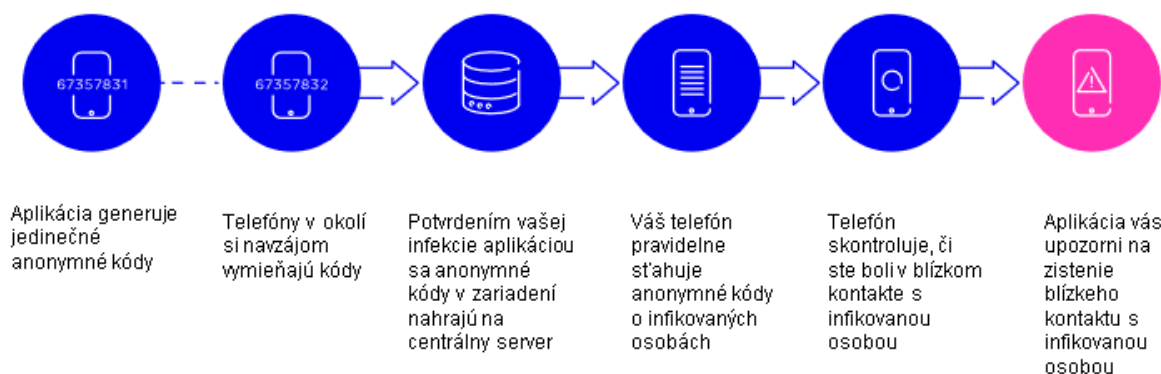 67357831
67357832
Aplikácia generuje
jedinečné
anonymné kódy
Telefóny v okolí
si navzájom
vymieňajú kódy
Potvrdením vašej
infekcie aplikáciou
sa anonymné
kódy v zariadení
nahrajú na
centrálny server
Váš telefón
pravidelne
sťahuje
anonymné kódy
o infikovaných
osobách
Telefón
skontroluje, či
ste boli v blízkom
kontakte s
infikovanou
osobou
Aplikácia vás
upozorni na
zistenie
blízkeho
kontaktu s
infikovanou
osobou